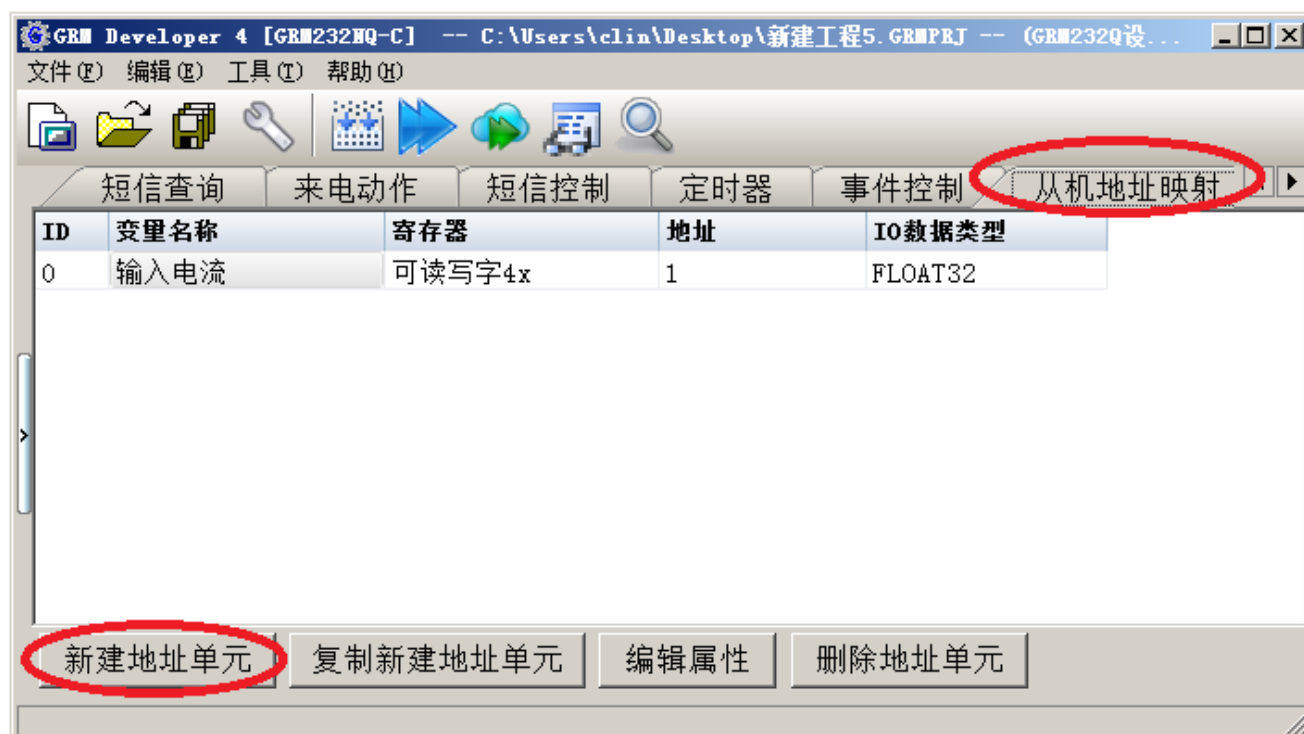 GRM Developer 4 [GRM232NQ-C] -- C:\Users\clin\Desktop\新建工程5.GRMPRJ -- (GRM232Q设...
文件(F) 编辑(E) 工具(T) 帮助(H)
短信查询 来电动作 短信控制 定时器 事件控制 从机地址映射
ID 变量名称 寄存器 地址 IO数据类型
0 输入电流 可读写字4x 1 FLOAT32
新建地址单元 复制新建地址单元 编辑属性 删除地址单元